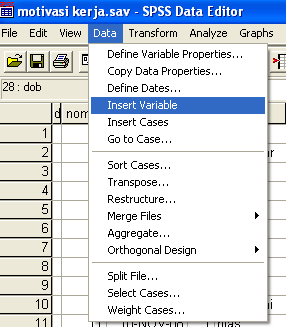 motivasi kerja.sav - SPSS Data Editor
File Edit View Data Transform Analyze Graphs
28 : dob
Define Variable Properties...
Copy Data Properties...
Define Dates...
Insert Variable
Insert Cases
Go to Case...
Sort Cases...
Transpose...
Restructure...
Merge Files
Aggregate...
Orthogonal Design
Split File...
Select Cases...
Weight Cases...
d nom
1
2
3
4
5
6
7
8
9
10
11